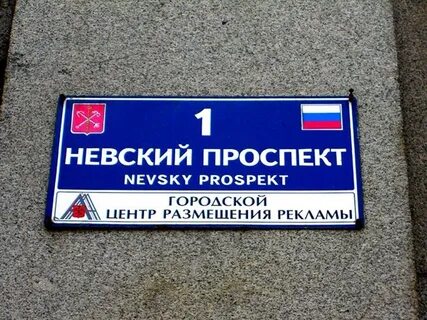 1
НЕВСКИЙ ПРОСПЕКТ
NEVSKY PROSPEKT
ГОРОДСКОЙ
ЦЕНТР РАЗМЕЩЕНИЯ РЕКЛАМЫ